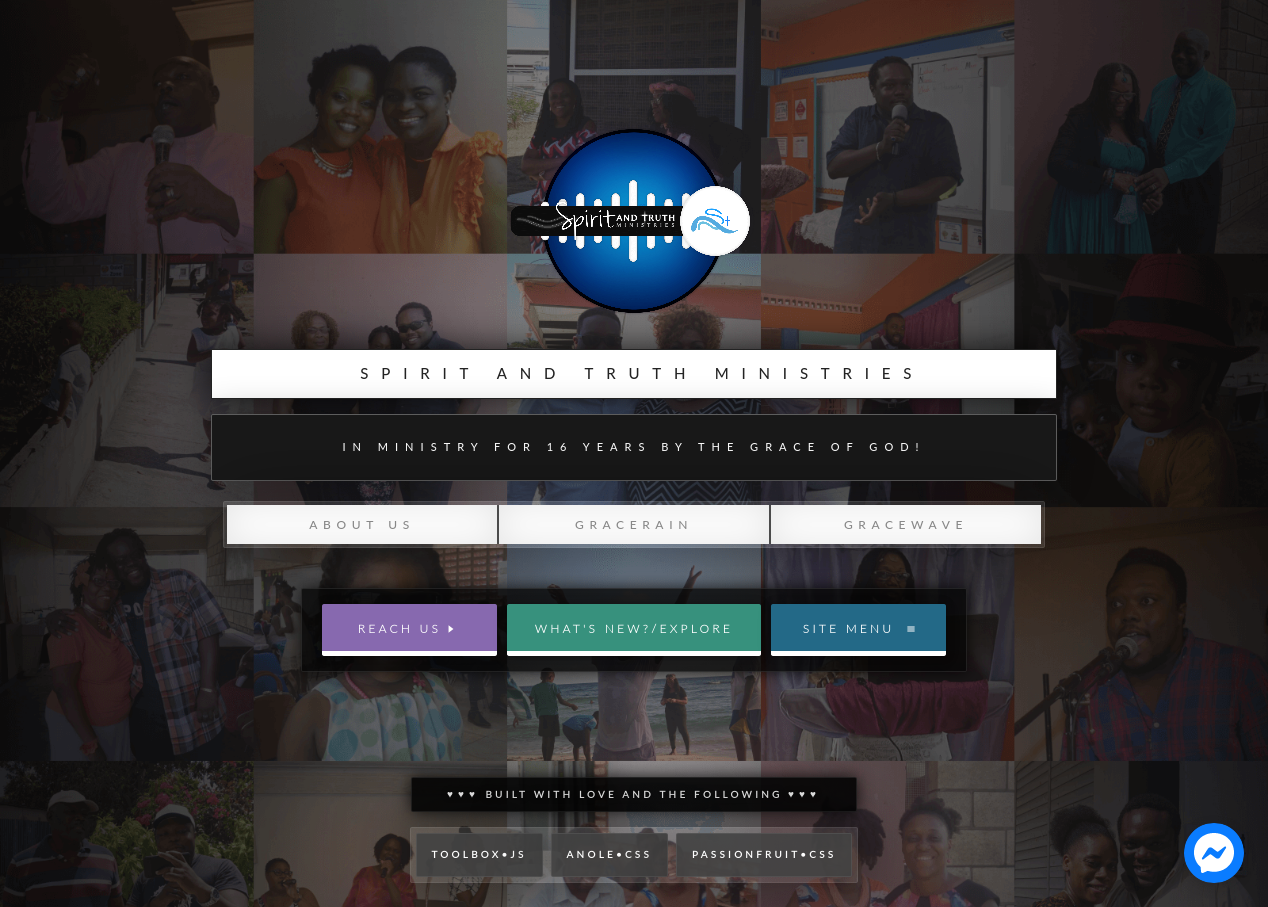 Spirit AND TRUTH
MINISTRIES
SPIRIT AND TRUTH MINISTRIES
IN MINISTRY FOR 16 YEARS BY THE GRACE OF GOD!
ABOUT US GRACERAIN GRACEWAVE
REACH US WHAT'S NEW?/EXPLORE SITE MENU ≡
♥♥♥ BUILT WITH LOVE AND THE FOLLOWING ♥♥♥
TOOLBOX•JS ANOLE•CSS PASSIONFRUIT•CSS